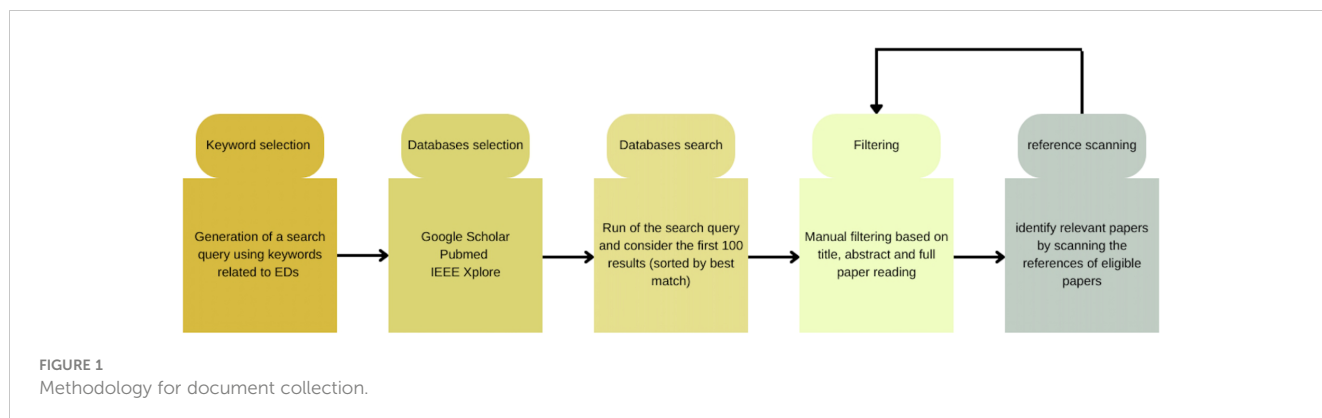 Keyword selection
Generation of a search
query using keywords
related to EDs
Databases selection
Google Scholar
Pubmed
IEEE Xplore
Databases search
Run of the search query
and consider the first 100
results (sorted by best
match)
Filtering
Manual filtering based on
title, abstract and full
paper reading
reference scanning
identify relevant papers
by scanning the
references of eligible
papers
FIGURE 1
Methodology for document collection.